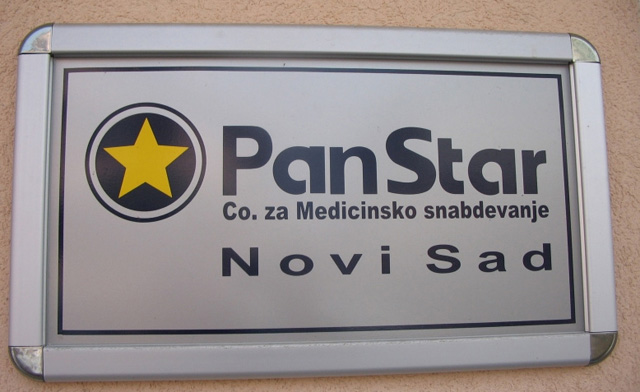 PanStar
Co. za Medicinsko snabdevanje
Novi Sad